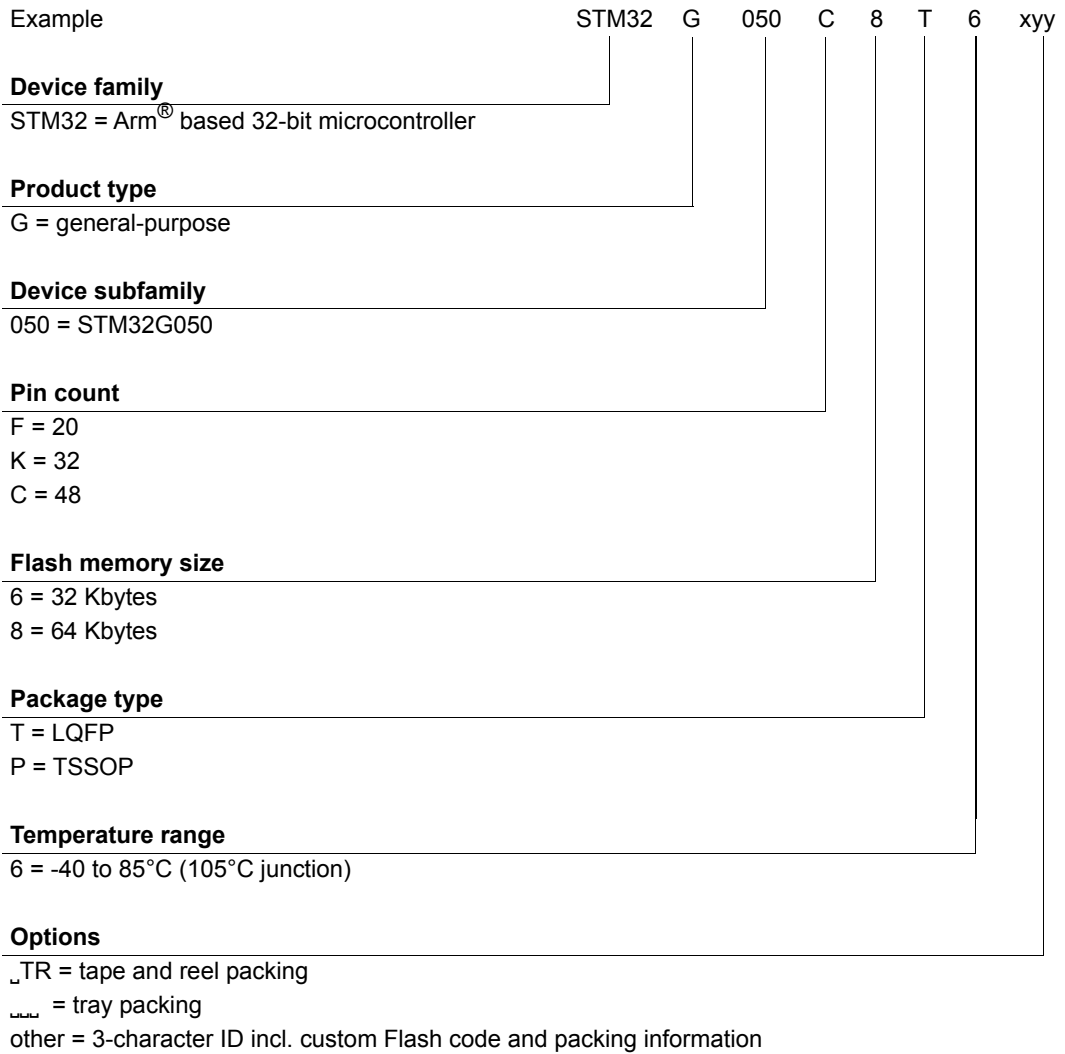 Example STM32 G 050 C 8 T 6 xyy
Device family
STM32 = Arm® based 32-bit microcontroller
Product type
G = general-purpose
Device subfamily
050 = STM32G050
Pin count
F = 20
K = 32
C = 48
Flash memory size
6 = 32 Kbytes
8 = 64 Kbytes
Package type
T = LQFP
P = TSSOP
Temperature range
6 = -40 to 85°C (105°C junction)
Options
␣TR = tape and reel packing
␣␣␣ = tray packing
other = 3-character ID incl. custom Flash code and packing information